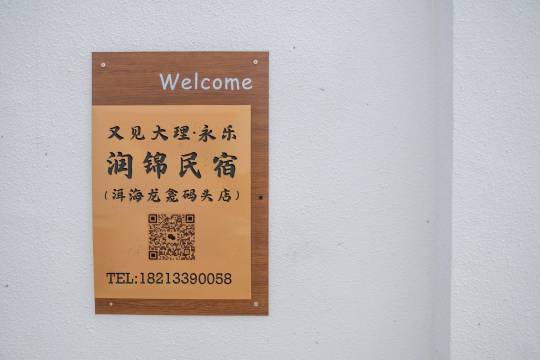 Welcome
又见大理·永乐
润锦民宿
(洱海龙龛码头店)
TEL:18213390058